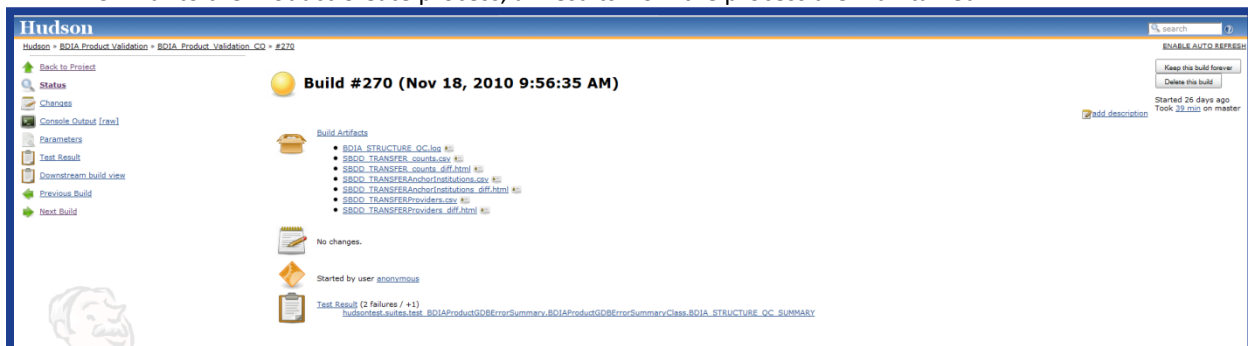 Hudson
search
Hudson » BDIA Product Validation » BDIA_Product_Validation_CO » #270
ENABLE AUTO REFRESH
Back to Project
Status
Changes
Console Output [raw]
Parameters
Test Result
Downstream build view
Previous Build
Next Build
Build #270 (Nov 18, 2010 9:56:35 AM)
Keep this build forever
Delete this build
Started 26 days ago
Took 39 min on master
add description
Build Artifacts
BDIA_STRUCTURE_QC.log
SBDD_TRANSFER_counts.csv
SBDD_TRANSFER_counts_diff.html
SBDD_TRANSFERAnchorInstitutions.csv
SBDD_TRANSFERAnchorInstitutions_diff.html
SBDD_TRANSFERProviders.csv
SBDD_TRANSFERProviders_diff.html
No changes.
Started by user anonymous
Test Result (2 failures / +1)
hudsontest.suites.test_BDIAProductGDBErrorSummary.BDIAProductGDBErrorSummaryClass.BDIA_STRUCTURE_QC_SUMMARY